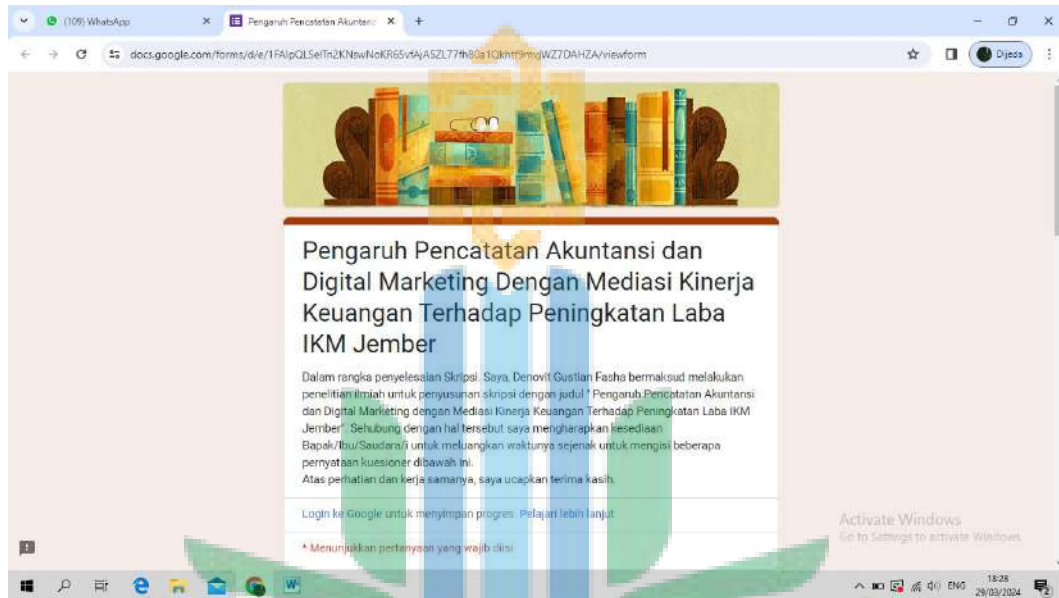 (109) WhatsApp
Pengaruh Pencatatan Akuntansi
docs.google.com/forms/d/e/
Dijeda
Pengaruh Pencatatan Akuntansi dan
Digital Marketing Dengan Mediasi Kinerja
Keuangan Terhadap Peningkatan Laba
IKM Jember
Dalam rangka penyelesaian Skripsi. Saya, Denovit Gustian Fasha bermaksud melakukan
penelitian ilmiah untuk penyusunan skripsi dengan judul " Pengaruh Pencatatan Akuntansi
dan Digital Marketing dengan Mediasi Kinerja Keuangan Terhadap Peningkatan Laba IKM
Jember". Sehubung dengan hal tersebut saya mengharapkan kesediaan
Bapak/Ibu/Saudara/i untuk meluangkan waktunya sejenak untuk mengisi beberapa
pernyataan kuesioner dibawah ini.
Atas perhatian dan kerja samanya, saya ucapkan terima kasih.
Login ke Google untuk menyimpan progres. Pelajari lebih lanjut
* Menunjukkan pertanyaan yang wajib diisi
Activate Windows
Go to Settings to activate Windows.
ENG
18:28
29/03/2024